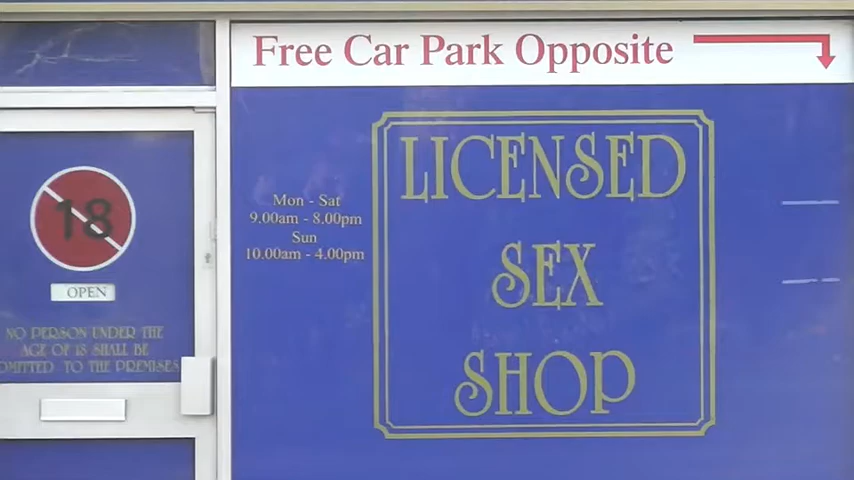 Free Car Park Opposite
LICENSED
SEX
SHOP
Mon - Sat
9.00am - 8.00pm
Sun
10.00am - 4.00pm
18
OPEN
NO PERSON UNDER THE
AGE OF 18 SHALL BE
TO THE PREMISES